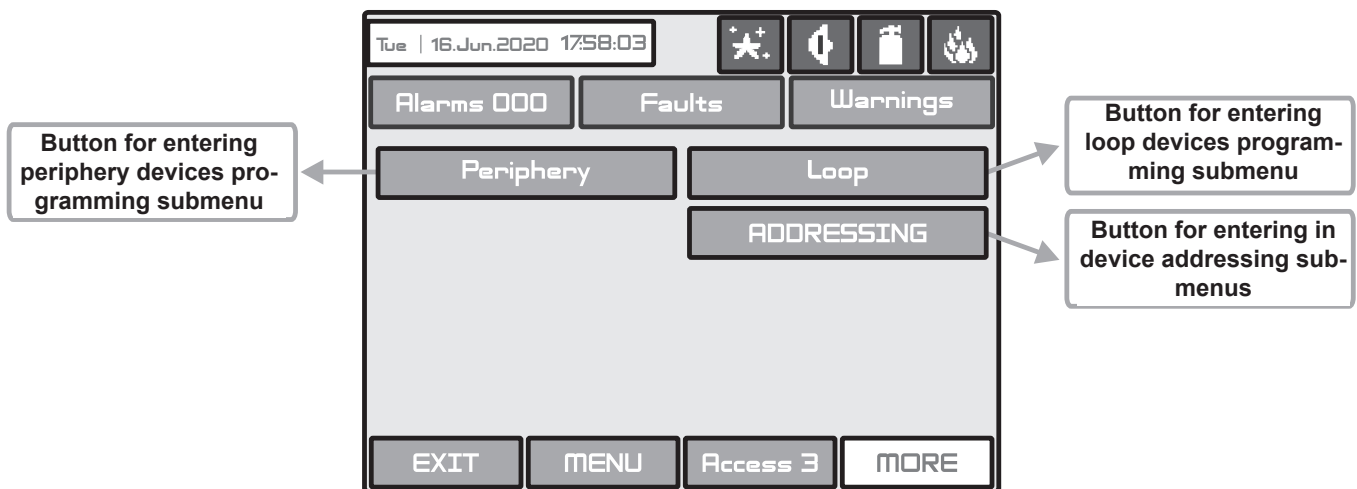 Tue | 16.Jun.2020 17:58:03
Alarms 000 Faults Warnings
Button for entering
periphery devices pro-
gramming submenu
Periphery Loop
Button for entering
loop devices program-
ming submenu
ADDRESSING
Button for entering in
device addressing sub-
menus
EXIT MENU Access 3 MORE